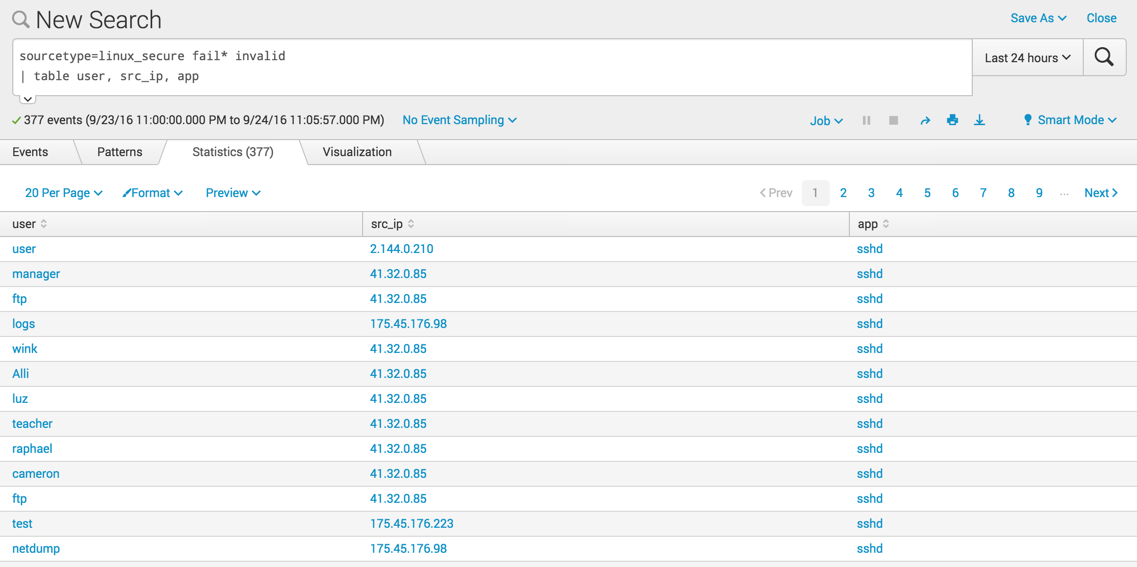 New Search
Save As Close
sourcetype=linux_secure fail* invalid
| table user, src_ip, app
Last 24 hours
377 events (9/23/16 11:00:00.000 PM to 9/24/16 11:05:57.000 PM) No Event Sampling Job Smart Mode
Events Patterns Statistics (377) Visualization
20 Per Page Format Preview < Prev 1 2 3 4 5 6 7 8 9 ... Next >
user src_ip app
user 2.144.0.210 sshd
manager 41.32.0.85 sshd
ftp 41.32.0.85 sshd
logs 175.45.176.98 sshd
wink 41.32.0.85 sshd
Alli 41.32.0.85 sshd
luz 41.32.0.85 sshd
teacher 41.32.0.85 sshd
raphael 41.32.0.85 sshd
cameron 41.32.0.85 sshd
ftp 41.32.0.85 sshd
test 175.45.176.223 sshd
netdump 175.45.176.98 sshd